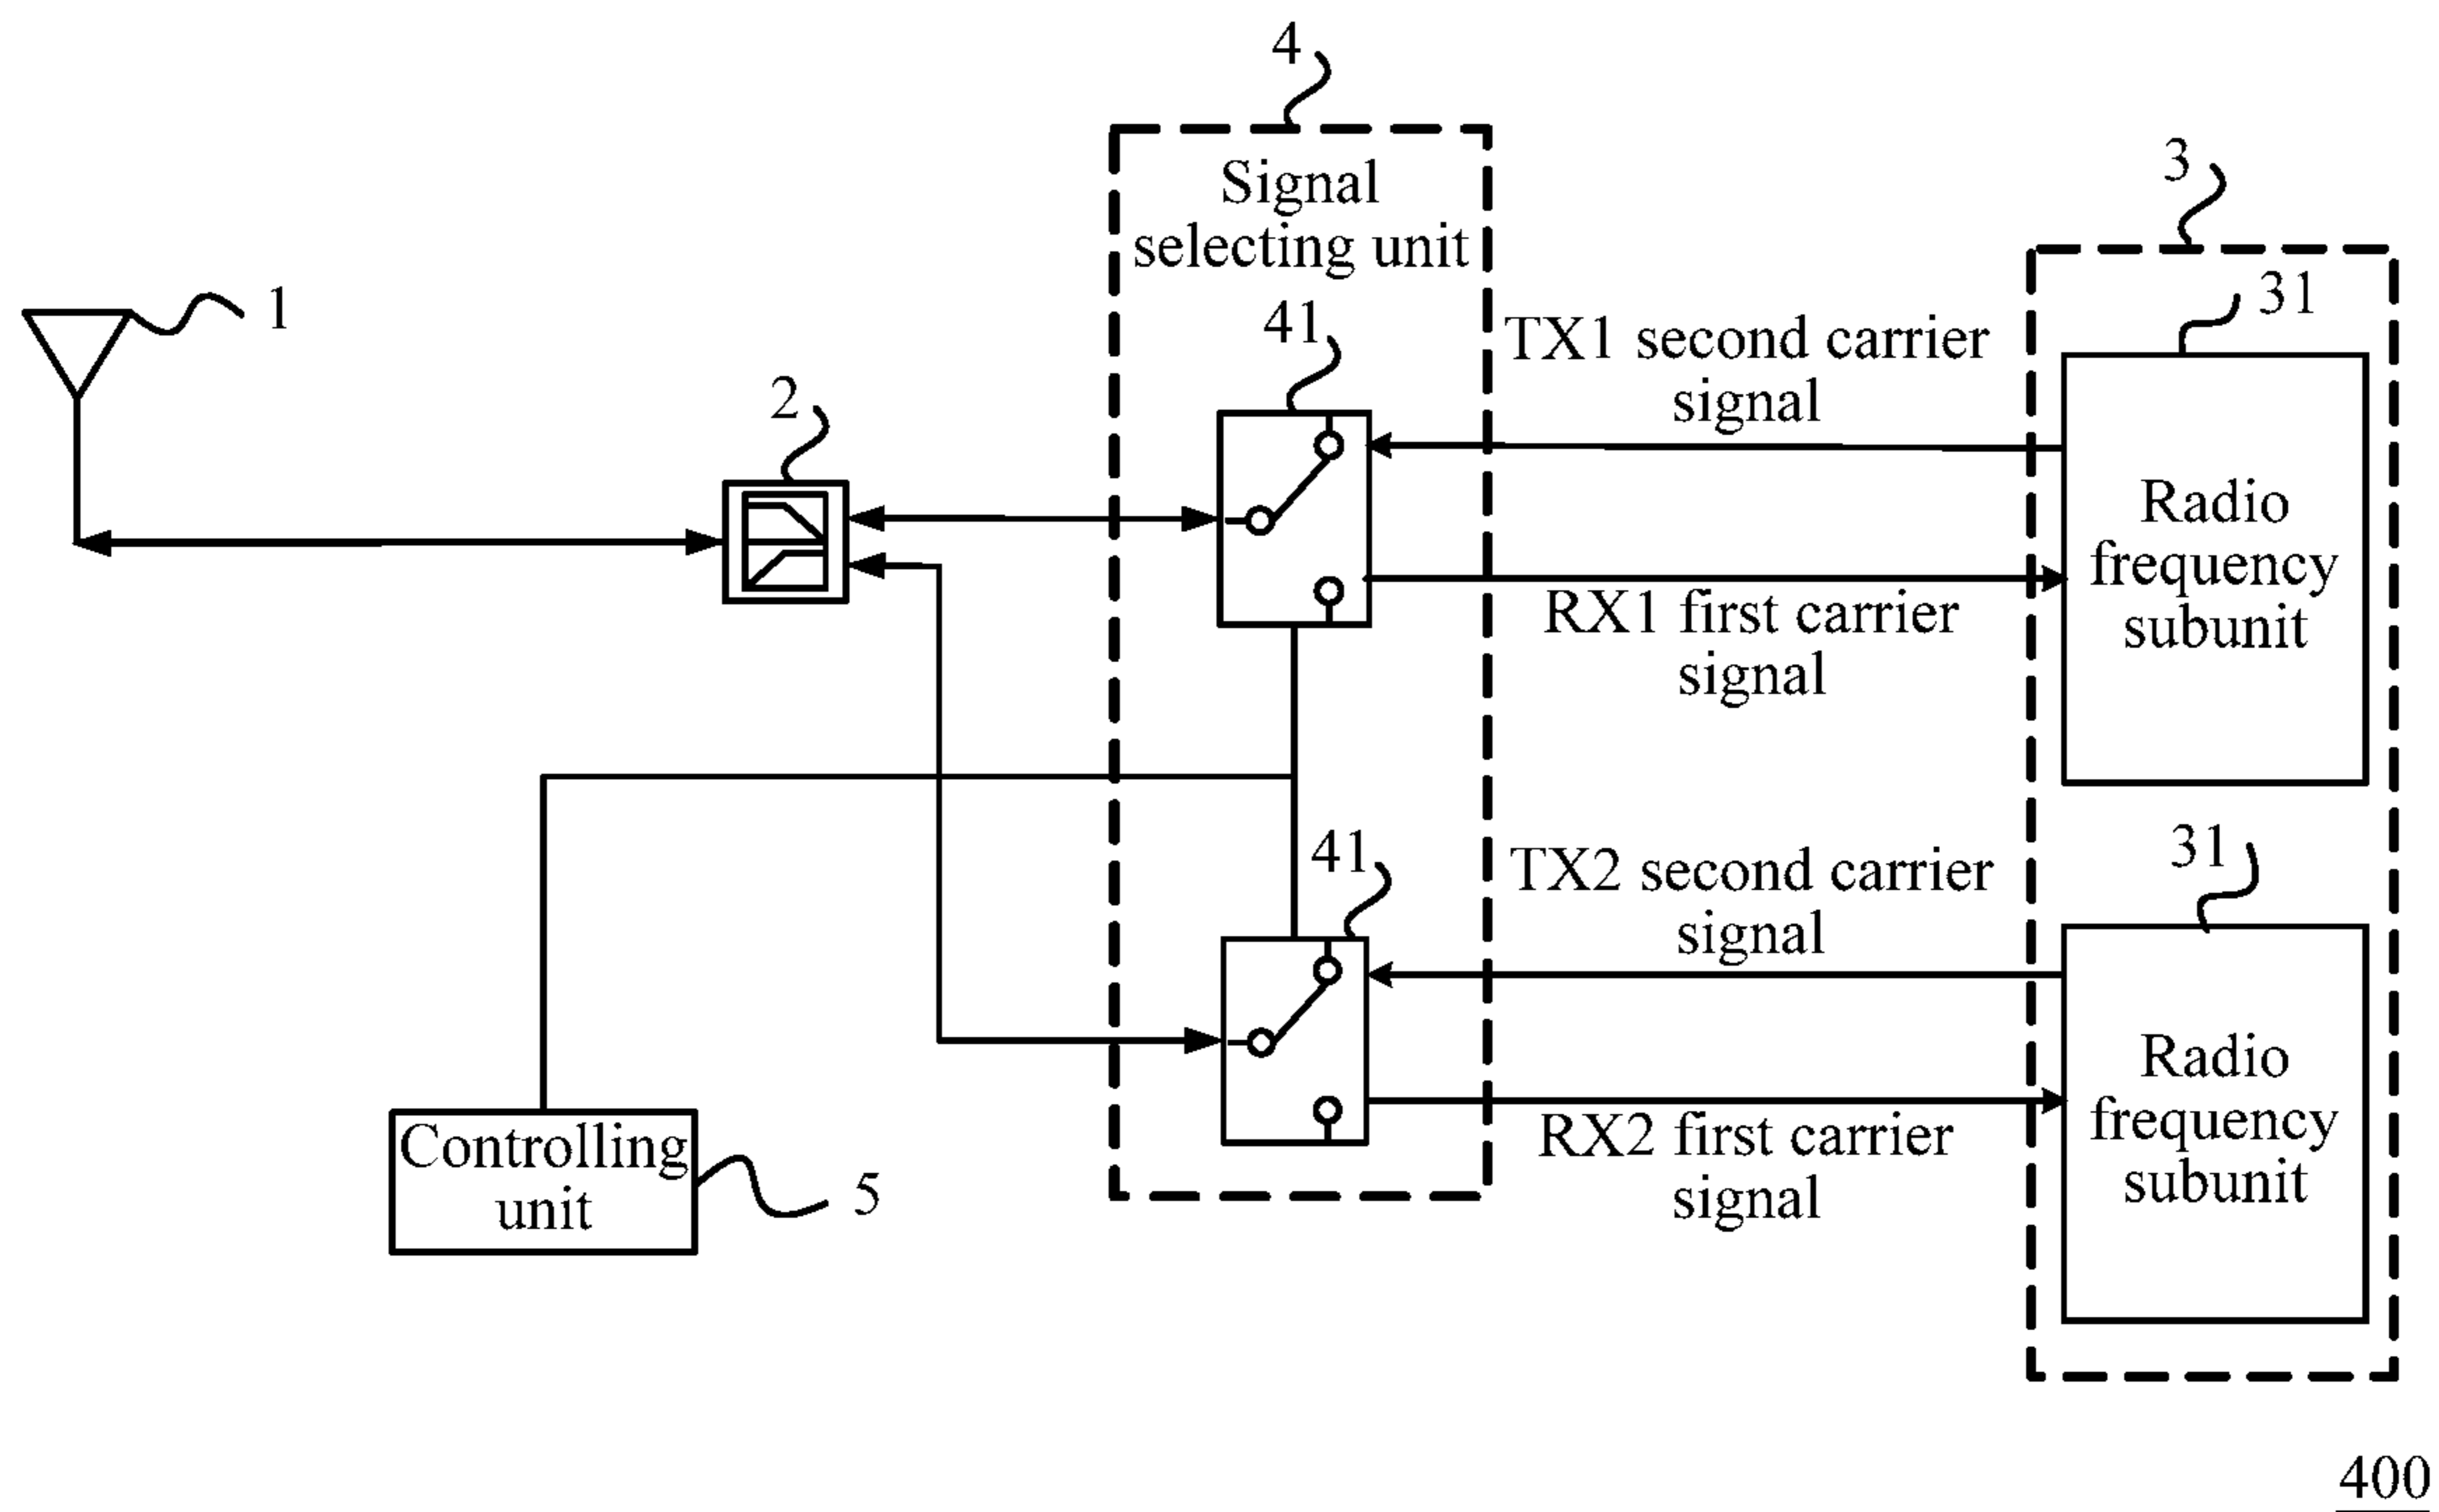 4
Signal
selecting unit
3
1
41
31
TX1 second carrier
signal
2
Radio
frequency
subunit
RX1 first carrier
signal
41
31
TX2 second carrier
signal
Radio
frequency
subunit
Controlling
unit
5
RX2 first carrier
signal
400